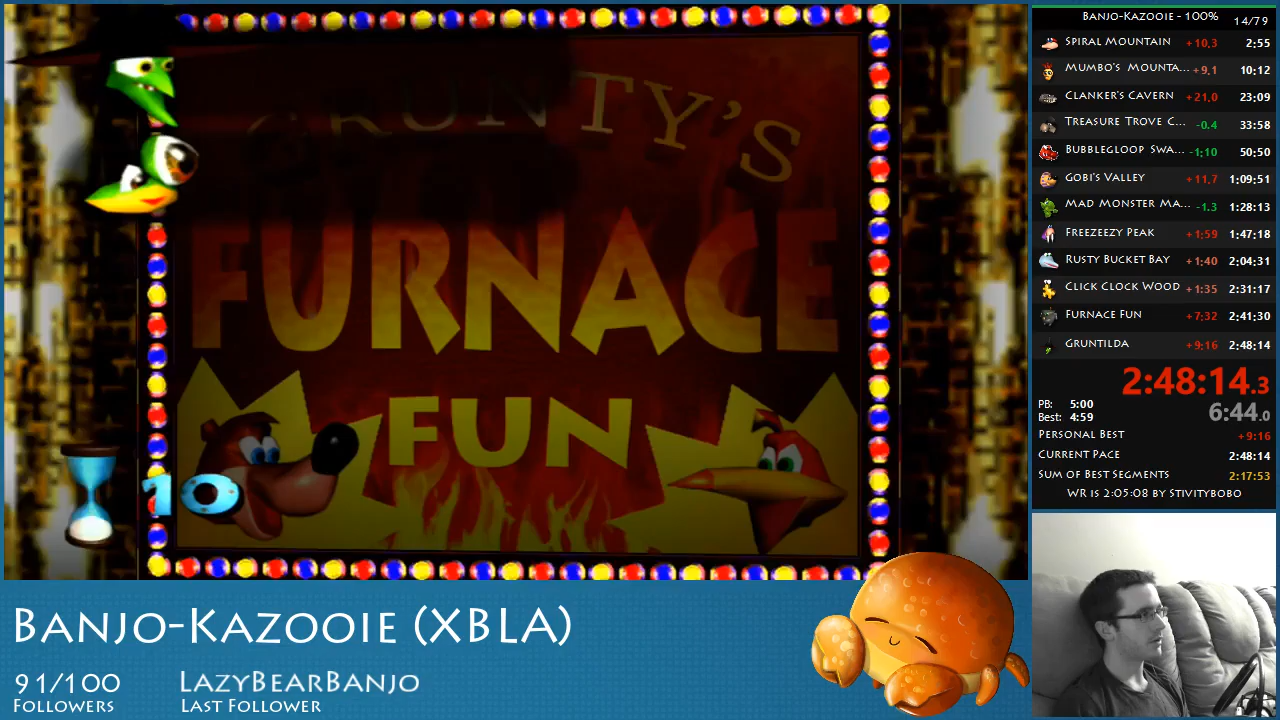 GRUNTY'S
FURNACE
FUN
10
BANJO-KAZOOIE - 100% 14/79
SPIRAL MOUNTAIN +10.3 2:55
MUMBO'S MOUNTA... +9.1 10:12
CLANKER'S CAVERN +21.0 23:09
TREASURE TROVE C... -0.4 33:58
BUBBLEGLOOP SWA... -1:10 50:50
GOBI'S VALLEY +11.7 1:09:51
MAD MONSTER MA... -1.3 1:28:13
FREEZEEZY PEAK +1:59 1:47:18
RUSTY BUCKET BAY +1:40 2:04:31
CLICK CLOCK WOOD +1:35 2:31:17
FURNACE FUN +7:32 2:41:30
GRUNTILDA +9:16 2:48:14
2:48:14.3
PB: 5:00
Best: 4:59
6:44.0
PERSONAL BEST +9:16
CURRENT PACE 2:48:14
SUM OF BEST SEGMENTS 2:17:53
WR IS 2:05:08 BY STIVITYBOBO
BANJO-KAZOOIE (XBLA)
91/100
FOLLOWERS
LAZYBEARBANJO
LAST FOLLOWER